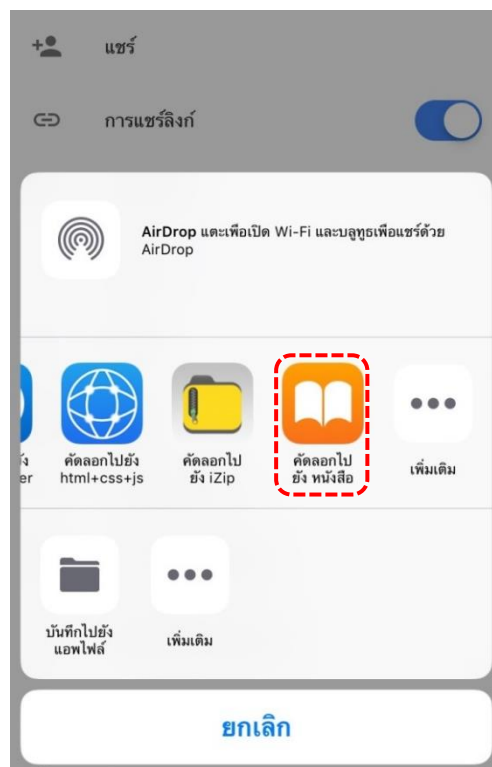 แชร์
การแชร์ลิงก์
AirDrop แตะเพื่อเปิด Wi-Fi และบลูทูธเพื่อแชร์ด้วย
AirDrop
คัดลอกไปยัง
html+css+js
คัดลอกไป
ยัง iZip
คัดลอกไป
ยัง หนังสือ
เพิ่มเติม
บันทึกไปยัง
แอพไฟล์
เพิ่มเติม
ยกเลิก